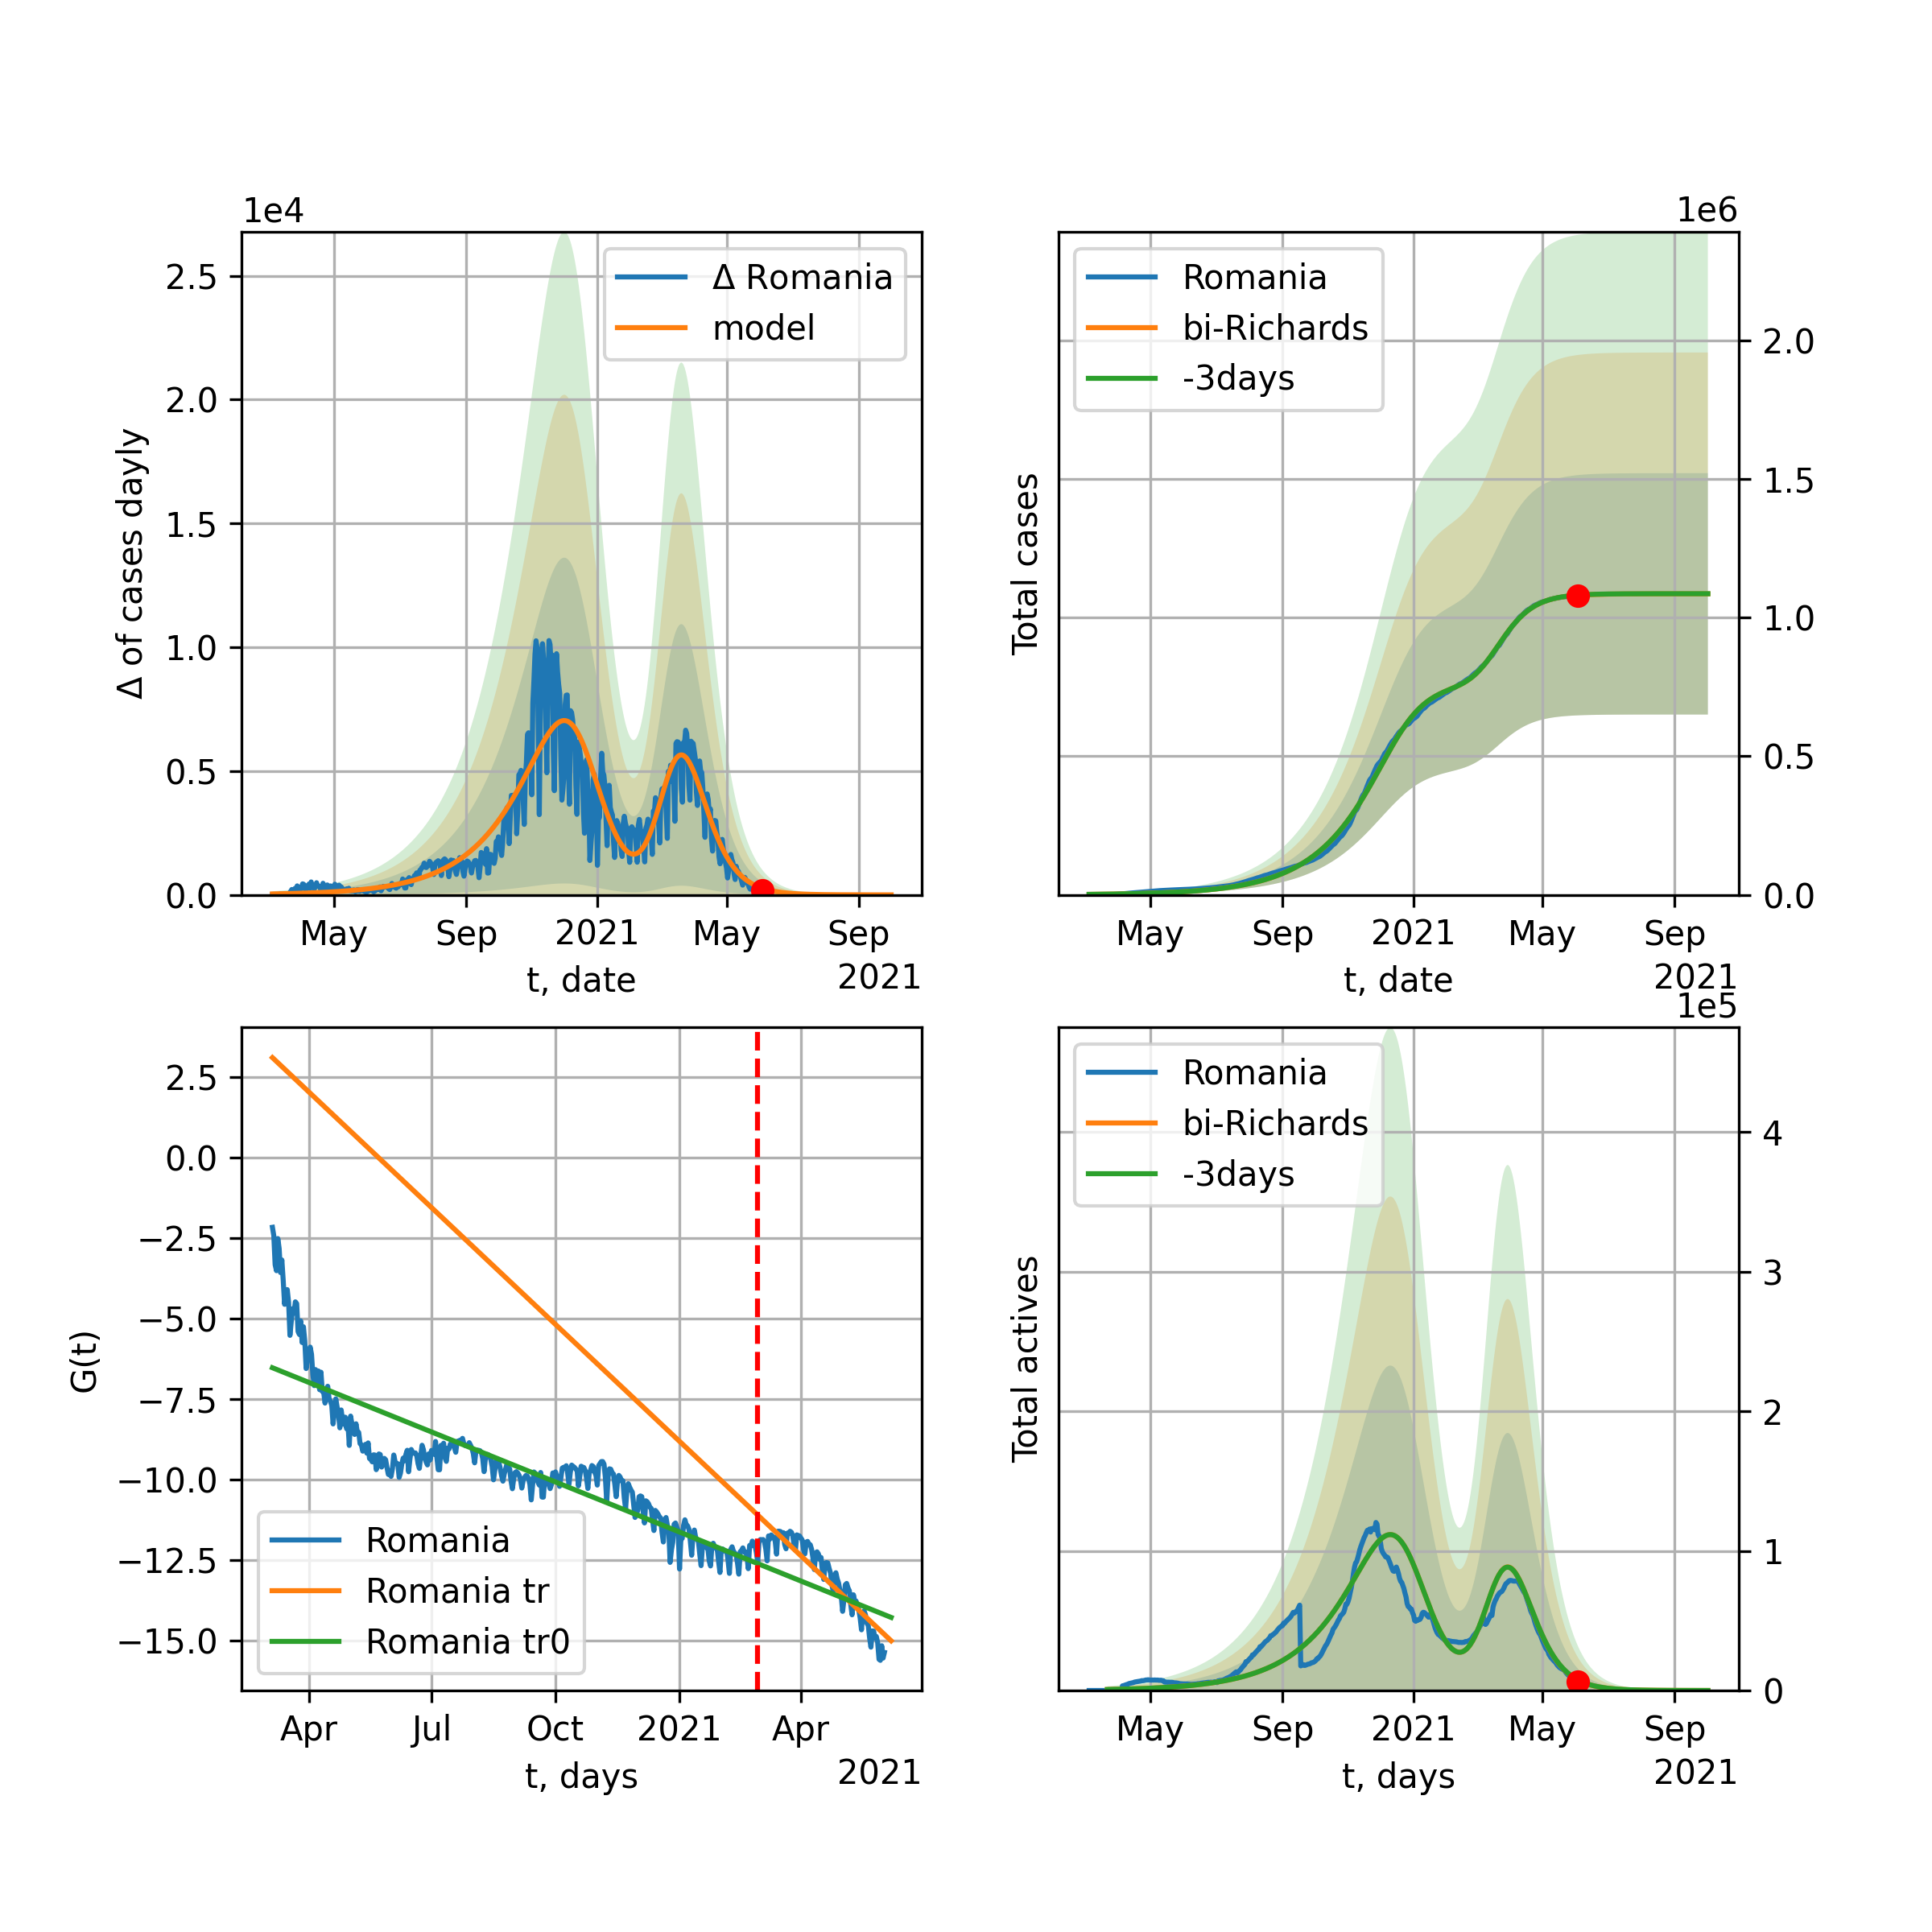 1e4
2.5
2.0
1.5
1.0
0.5
0.0
Δ of cases dayly
Δ Romania
model
May Sep 2021 May Sep
t, date
2021
1e6
2.0
1.5
1.0
0.5
0.0
Total cases
Romania
bi-Richards
-3days
May Sep 2021 May Sep
t, date
2021
2.5
0.0
−2.5
−5.0
−7.5
−10.0
−12.5
−15.0
G(t)
Romania
Romania tr
Romania tr0
Apr Jul Oct 2021 Apr
t, days
2021
1e5
4
3
2
1
0
Total actives
Romania
bi-Richards
-3days
May Sep 2021 May Sep
t, days
2021